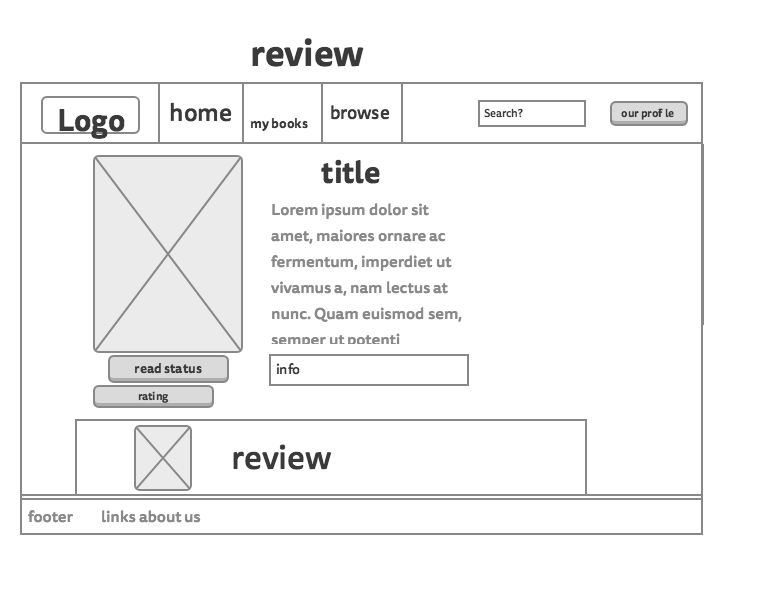 review
Logo
home
my books
browse
Search?
our profile
title
Lorem ipsum dolor sit
amet, maiores ornare ac
fermentum, imperdiet ut
vivamus a, nam lectus at
nunc. Quam euismod sem,
semper ut potenti
read status
info
rating
review
footer
links about us